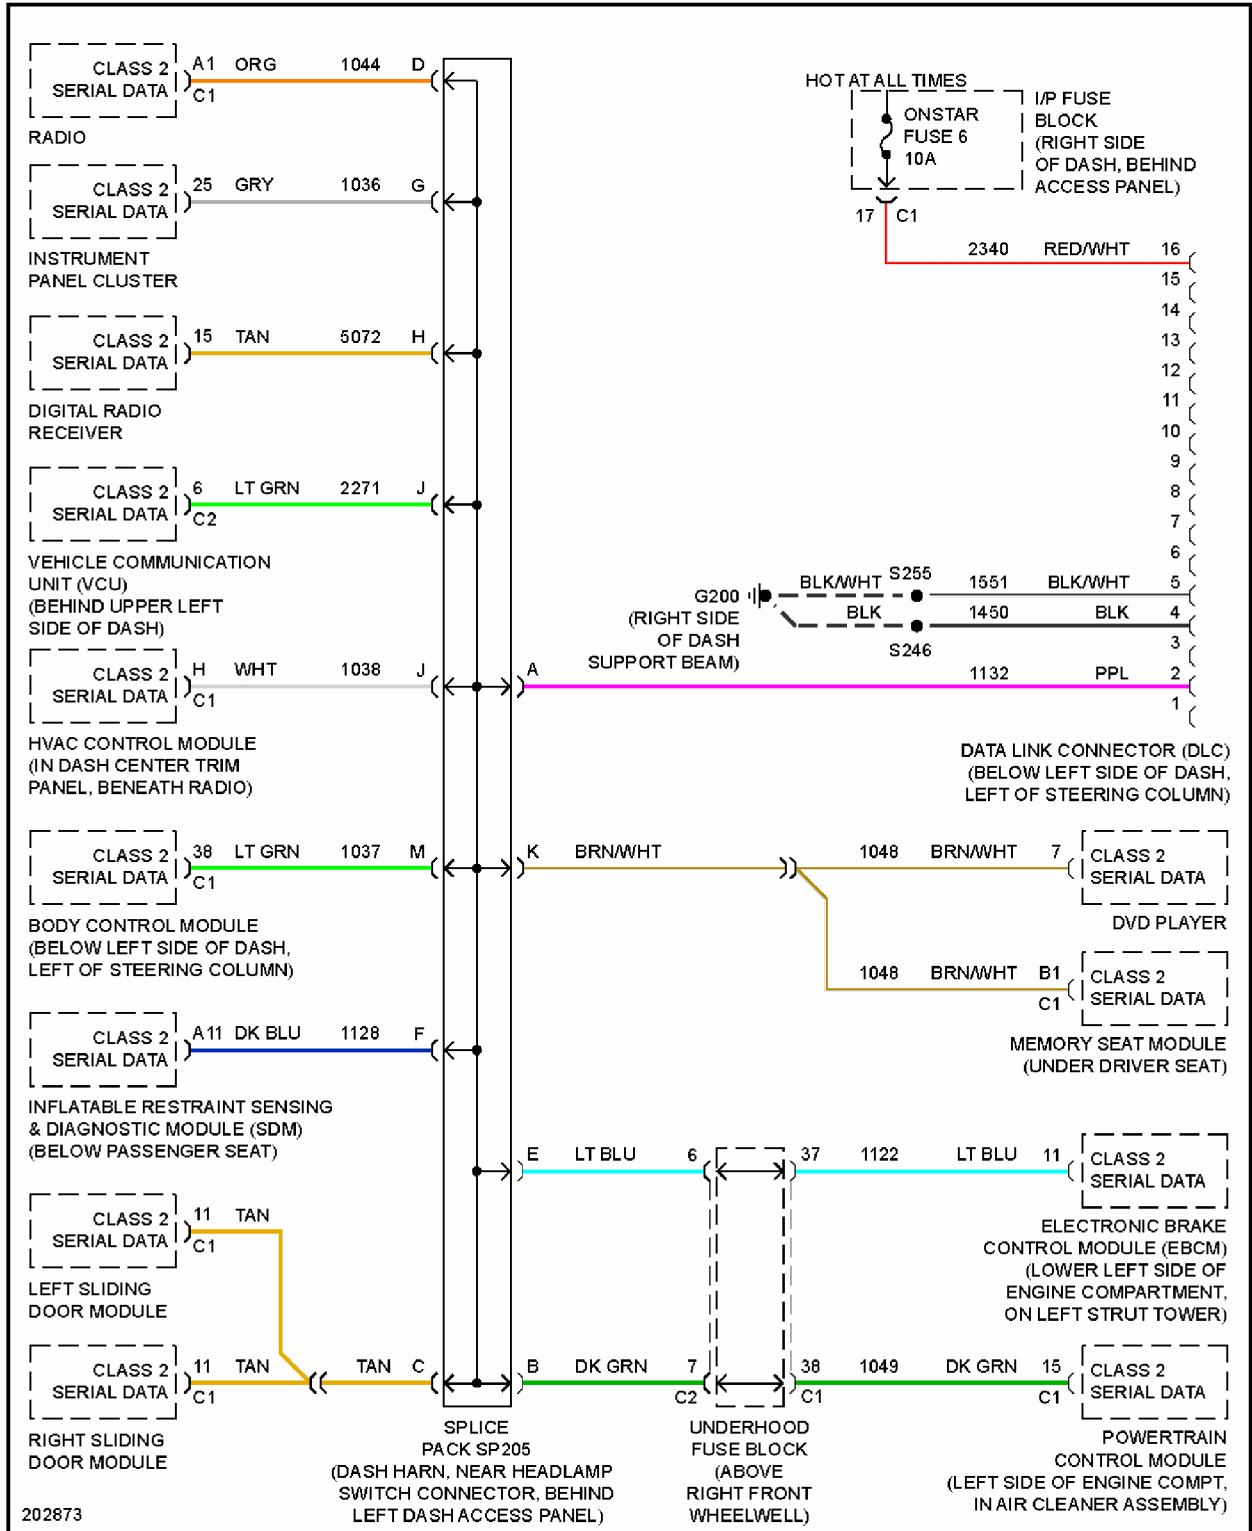 CLASS 2
SERIAL DATA
A1 ORG 1044 D
C1
RADIO
CLASS 2
SERIAL DATA
25 GRY 1036 G
INSTRUMENT
PANEL CLUSTER
CLASS 2
SERIAL DATA
15 TAN 5072 H
DIGITAL RADIO
RECEIVER
CLASS 2
SERIAL DATA
6 LT GRN 2271 J
C2
VEHICLE COMMUNICATION
UNIT (VCU)
(BEHIND UPPER LEFT
SIDE OF DASH)
CLASS 2
SERIAL DATA
H WHT 1038 J
C1
HVAC CONTROL MODULE
(IN DASH CENTER TRIM
PANEL, BENEATH RADIO)
CLASS 2
SERIAL DATA
38 LT GRN 1037 M
C1
BODY CONTROL MODULE
(BELOW LEFT SIDE OF DASH,
LEFT OF STEERING COLUMN)
CLASS 2
SERIAL DATA
A11 DK BLU 1128 F
INFLATABLE RESTRAINT SENSING
& DIAGNOSTIC MODULE (SDM)
(BELOW PASSENGER SEAT)
CLASS 2
SERIAL DATA
11 TAN
C1
LEFT SLIDING
DOOR MODULE
CLASS 2
SERIAL DATA
11 TAN TAN C
C1
RIGHT SLIDING
DOOR MODULE
SPLICE
PACK SP205
(DASH HARN, NEAR HEADLAMP
SWITCH CONNECTOR, BEHIND
LEFT DASH ACCESS PANEL)
HOT AT ALL TIMES
ONSTAR
FUSE 6
10A
I/P FUSE
BLOCK
(RIGHT SIDE
OF DASH, BEHIND
ACCESS PANEL)
17 C1
2340 RED/WHT 16
15
14
13
12
11
10
9
8
7
6
BLK/WHT S255 1551 BLK/WHT 5
G200
(RIGHT SIDE
OF DASH
SUPPORT BEAM)
BLK 1450 BLK 4
S246
3
A 1132 PPL 2
1
DATA LINK CONNECTOR (DLC)
(BELOW LEFT SIDE OF DASH,
LEFT OF STEERING COLUMN)
K BRN/WHT 1048 BRN/WHT 7
CLASS 2
SERIAL DATA
DVD PLAYER
1048 BRN/WHT B1
C1
CLASS 2
SERIAL DATA
MEMORY SEAT MODULE
(UNDER DRIVER SEAT)
E LT BLU 6 37 1122 LT BLU 11
CLASS 2
SERIAL DATA
ELECTRONIC BRAKE
CONTROL MODULE (EBCM)
(LOWER LEFT SIDE OF
ENGINE COMPARTMENT,
ON LEFT STRUT TOWER)
B DK GRN 7 38 1049 DK GRN 15
C2 C1 C1
CLASS 2
SERIAL DATA
UNDERHOOD
FUSE BLOCK
(ABOVE
RIGHT FRONT
WHEELWELL)
POWERTRAIN
CONTROL MODULE
(LEFT SIDE OF ENGINE COMPT,
IN AIR CLEANER ASSEMBLY)
202873